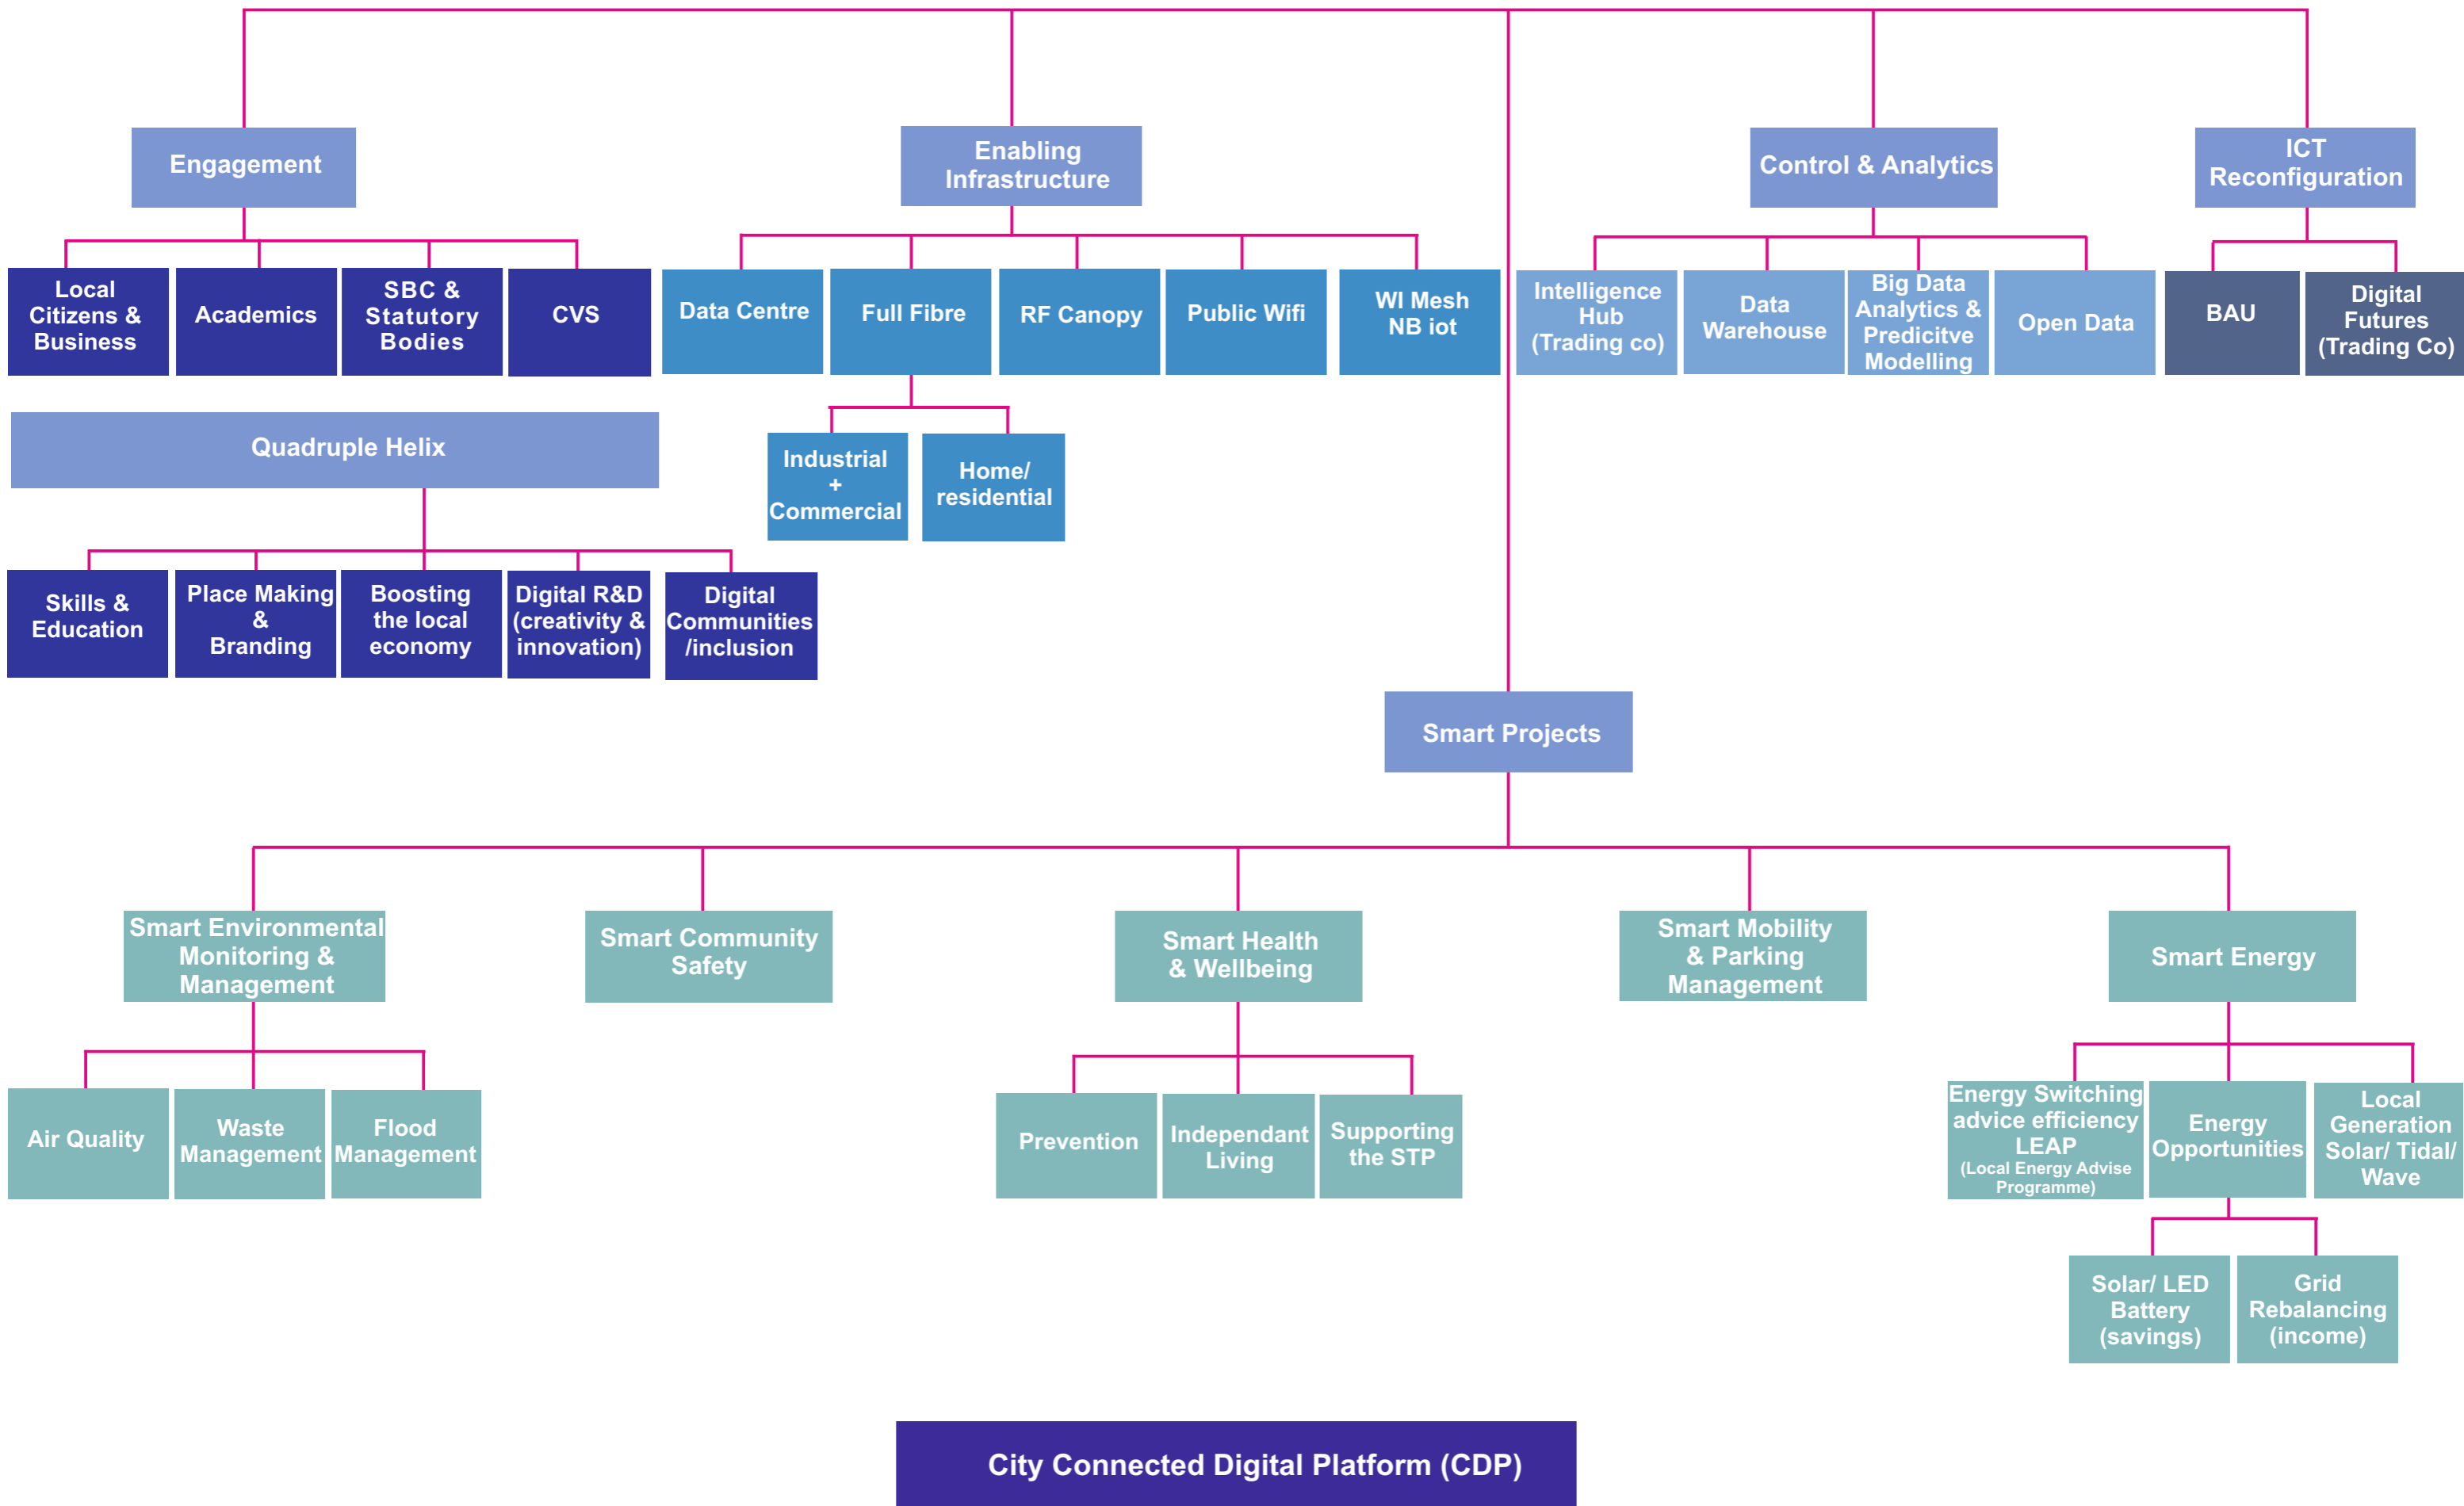 Engagement
Enabling
Infrastructure
Control & Analytics
ICT
Reconfiguration
Local
Citizens &
Business
Academics
SBC &
Statutory
Bodies
CVS
Data Centre
Full Fibre
RF Canopy
Public Wifi
WI Mesh
NB iot
Intelligence
Hub
(Trading co)
Data
Warehouse
Big Data
Analytics &
Predicitve
Modelling
Open Data
BAU
Digital
Futures
(Trading Co)
Quadruple Helix
Industrial
+
Commercial
Home/
residential
Skills &
Education
Place Making
&
Branding
Boosting
the local
economy
Digital R&D
(creativity &
innovation)
Digital
Communities
/inclusion
Smart Projects
Smart Environmental
Monitoring &
Management
Smart Community
Safety
Smart Health
& Wellbeing
Smart Mobility
& Parking
Management
Smart Energy
Air Quality
Waste
Management
Flood
Management
Prevention
Independant
Living
Supporting
the STP
Energy Switching
advice efficiency
LEAP
(Local Energy Advise
Programme)
Energy
Opportunities
Local
Generation
Solar/ Tidal/
Wave
Solar/ LED
Battery
(savings)
Grid
Rebalancing
(income)
City Connected Digital Platform (CDP)